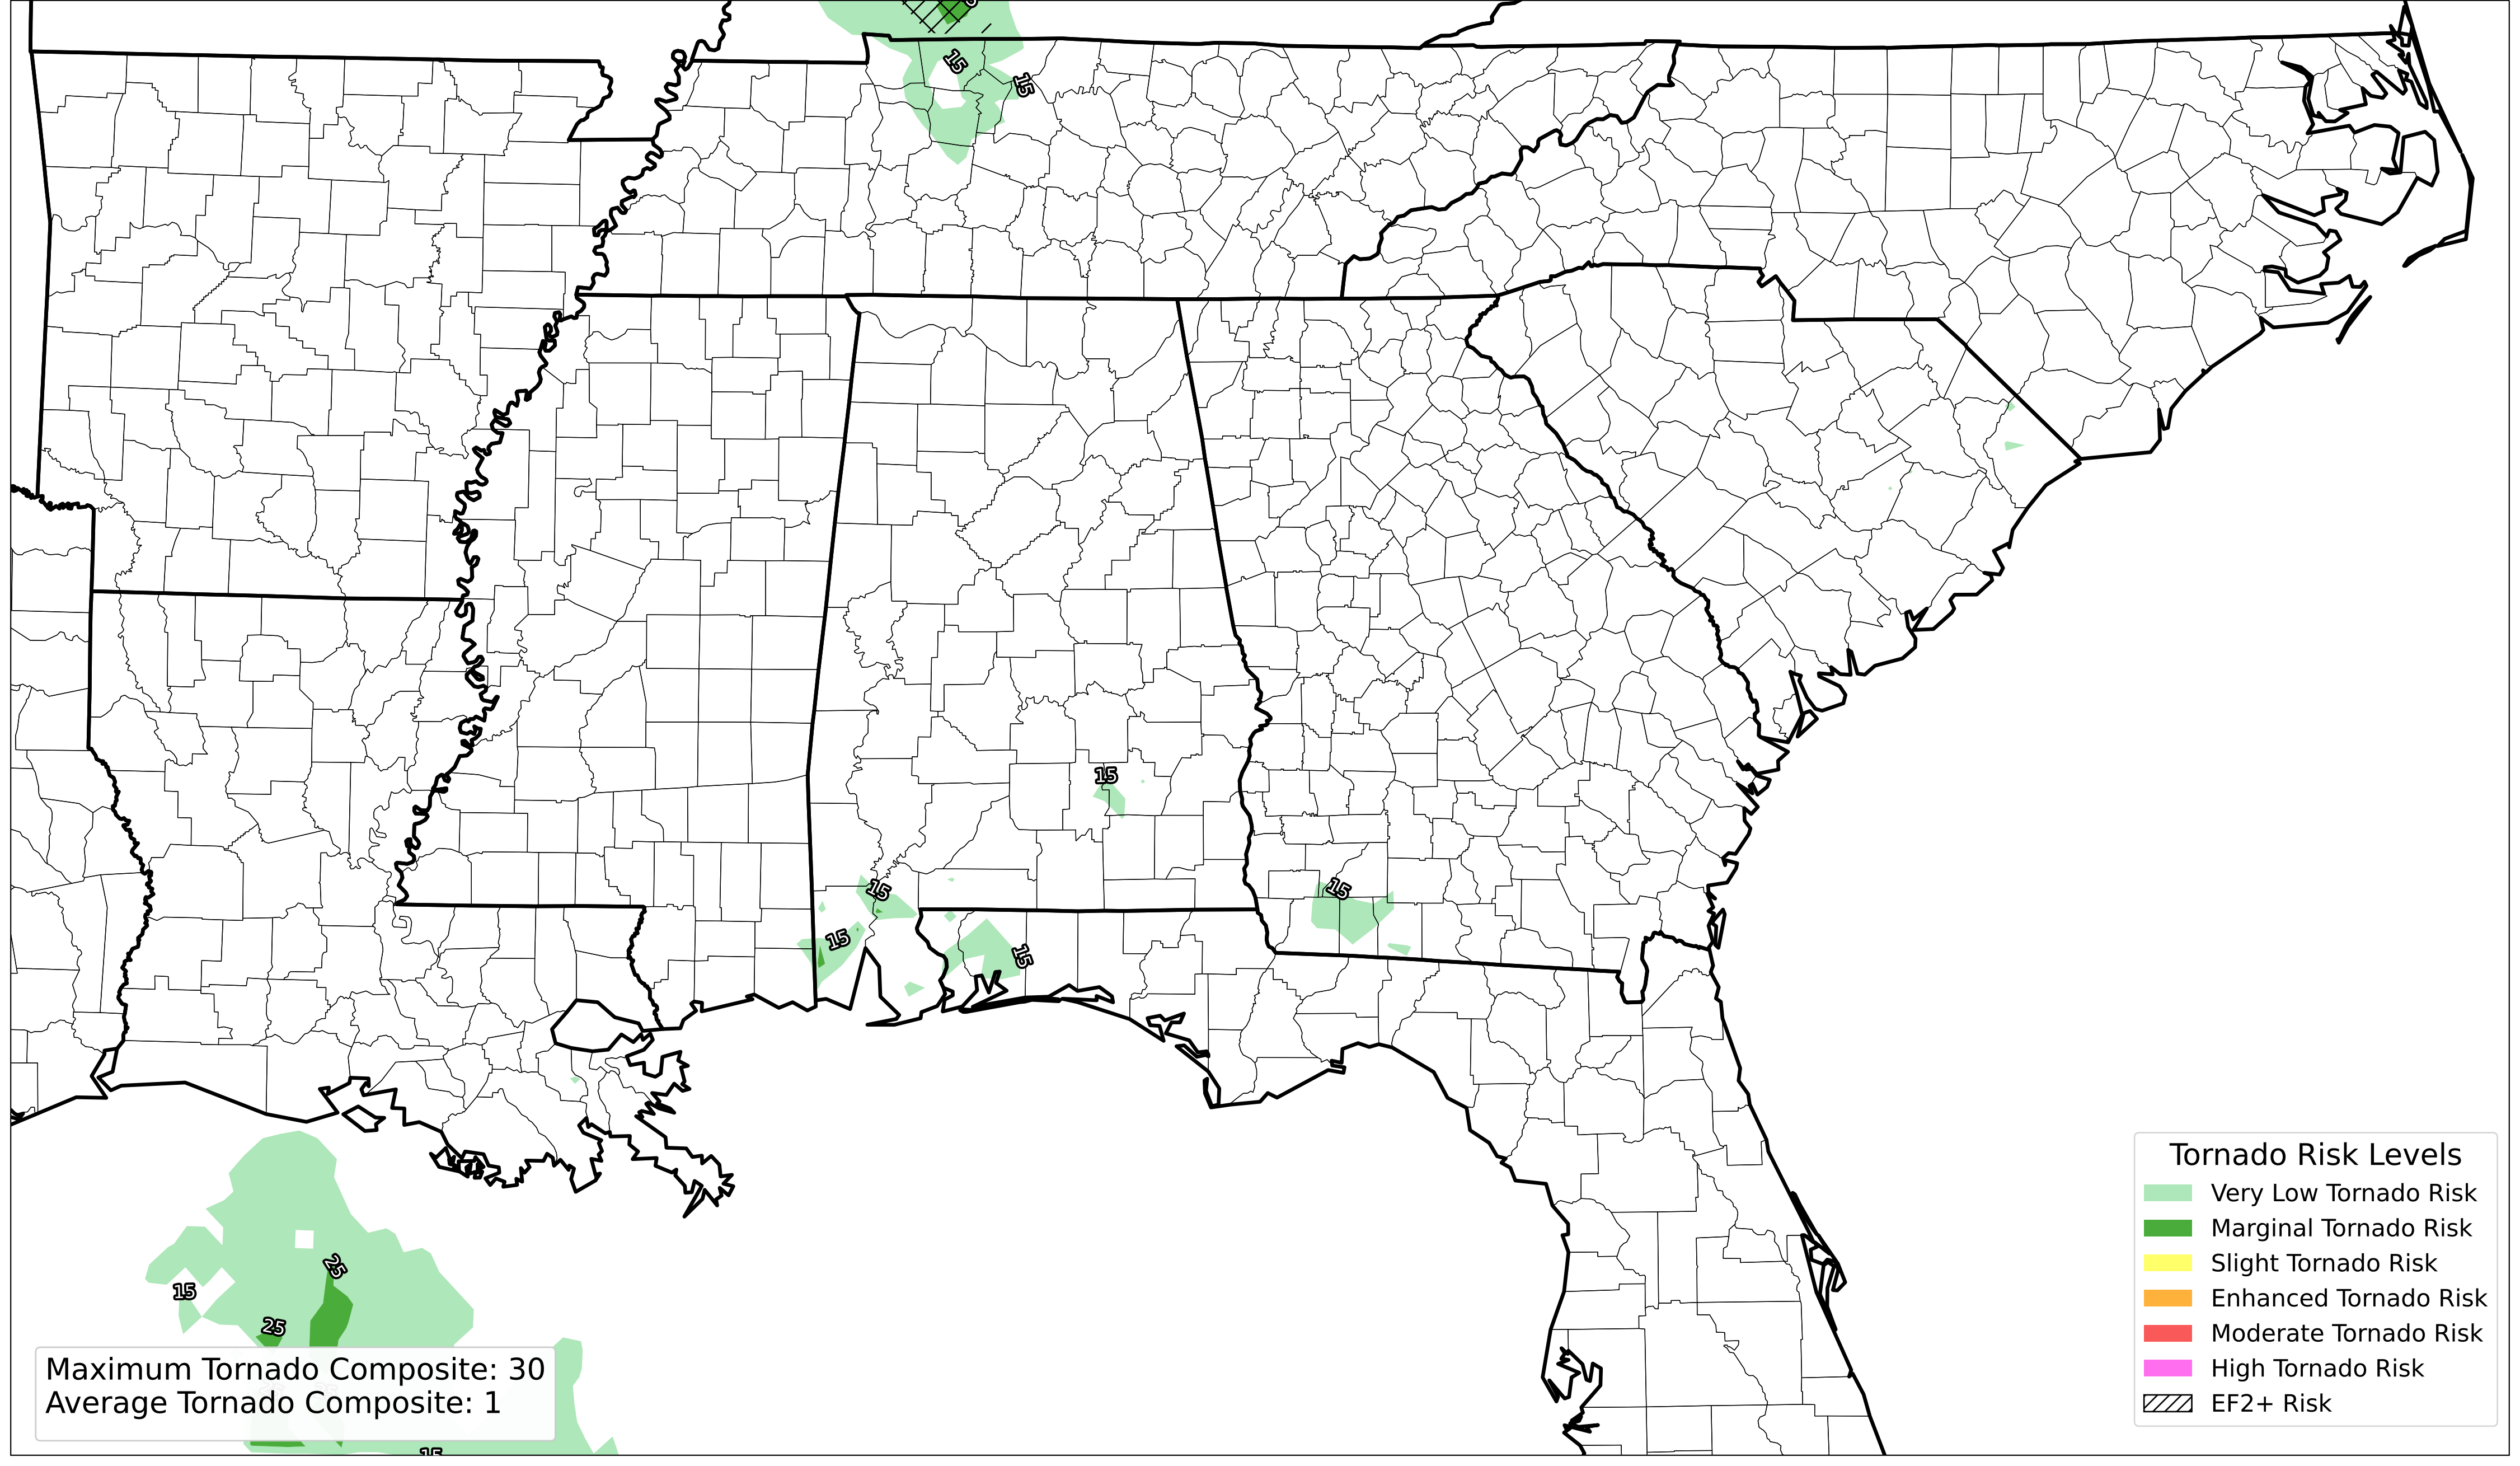 15
15
15
15
15
15
15
25
15
25
Maximum Tornado Composite: 30
Average Tornado Composite: 1
Tornado Risk Levels
Very Low Tornado Risk
Marginal Tornado Risk
Slight Tornado Risk
Enhanced Tornado Risk
Moderate Tornado Risk
High Tornado Risk
EF2+ Risk
15